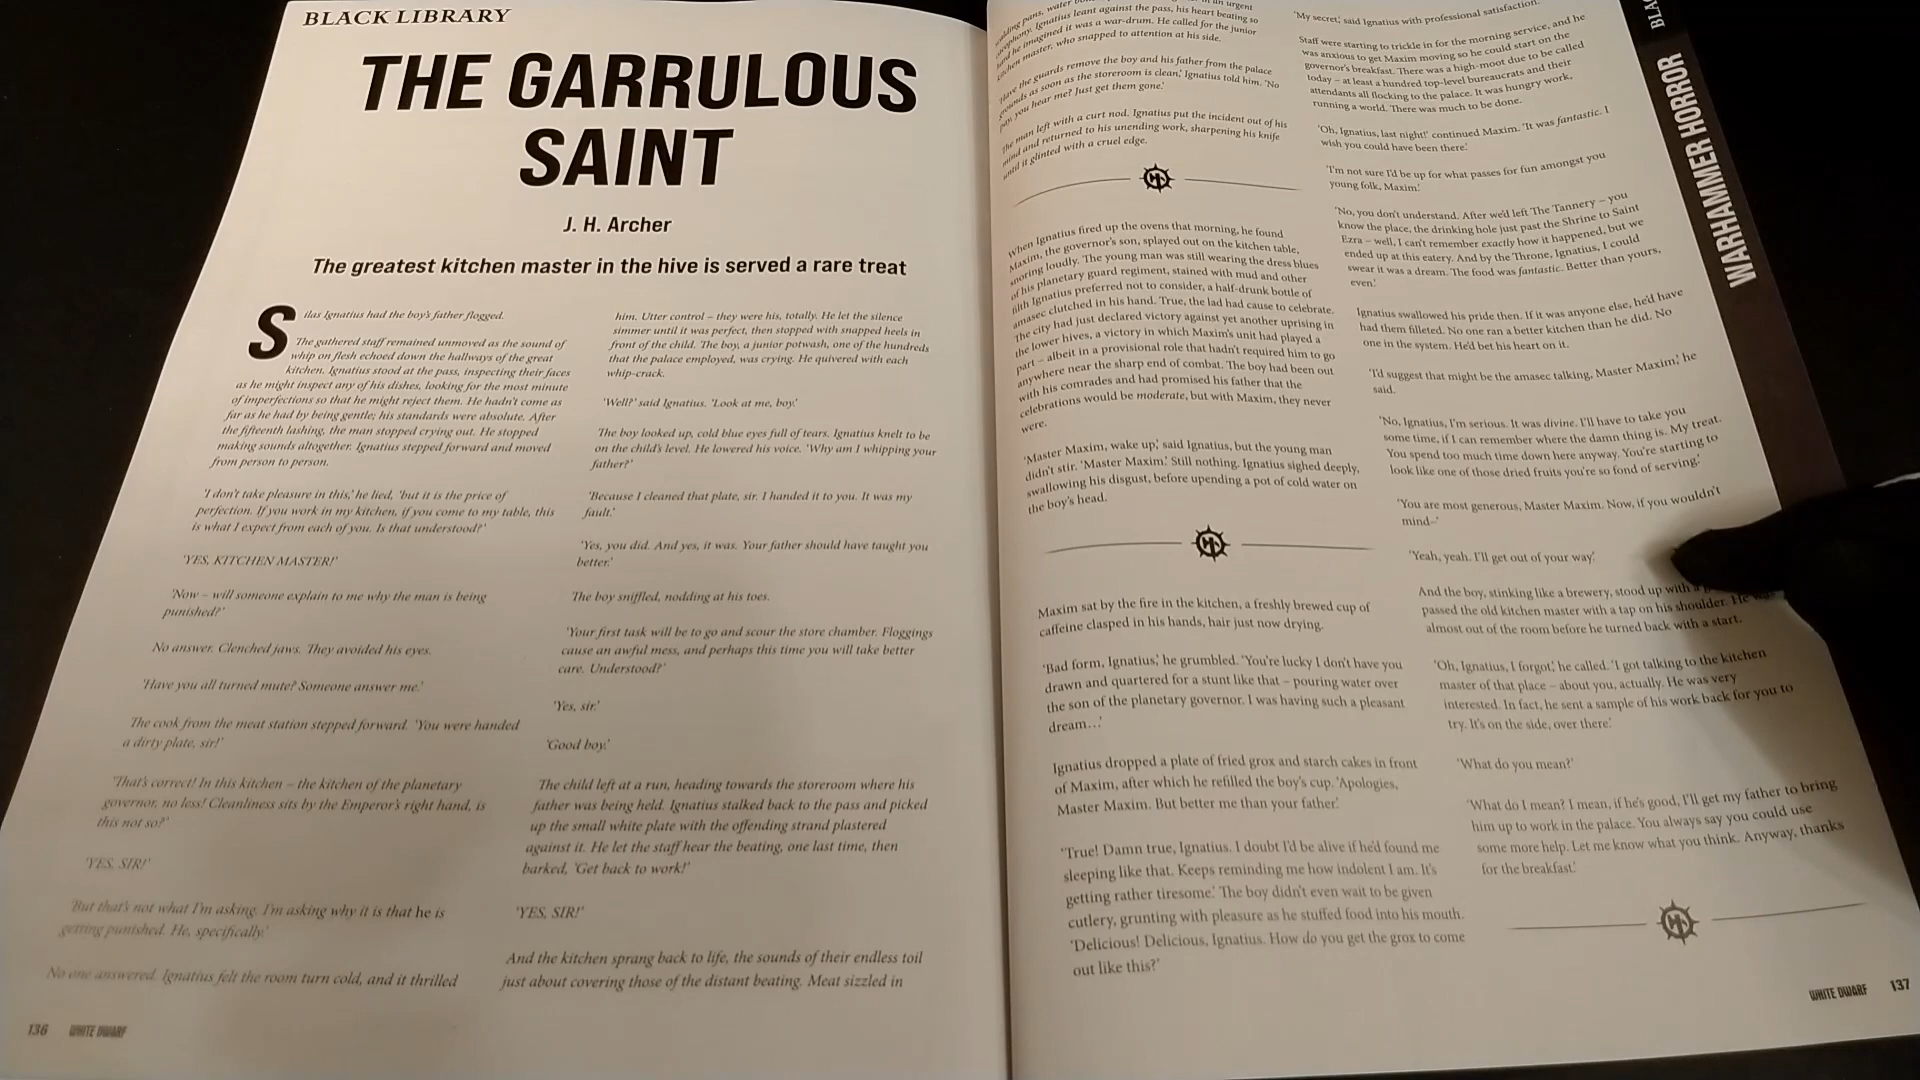 BLACK LIBRARY
THE GARRULOUS
SAINT
J. H. Archer
The greatest kitchen master in the hive is served a rare treat
Silas Ignatius had the boy's father flogged.
The gathered staff remained unmoved as the sound of
whip on flesh echoed down the hallways of the great
kitchen. Ignatius stood at the pass, inspecting their faces
as he might inspect any of his dishes, looking for the most minute
of imperfections so that he might reject them. He hadn't come as
far as he had by being gentle; his standards were absolute. After
the fifteenth lashing, the man stopped crying out. He stopped
making sounds altogether. Ignatius stepped forward and moved
from person to person.
'I don't take pleasure in this,' he lied, 'but it is the price of
perfection. If you work in my kitchen, if you come to my table, this
is what I expect from each of you. Is that understood?'
'YES, KITCHEN MASTER!'
'Now – will someone explain to me why the man is being
punished?'
No answer. Clenched jaws. They avoided his eyes.
'Have you all turned mute? Someone answer me.'
The cook from the meat station stepped forward. 'You were handed
a dirty plate, sir!'
'That's correct! In this kitchen – the kitchen of the planetary
governor, no less! Cleanliness sits by the Emperor's right hand, is
this not so?'
'YES, SIR!'
'But that's not what I'm asking. I'm asking why it is that he is
getting punished. He, specifically.'
No one answered. Ignatius felt the room turn cold, and it thrilled
him. Utter control – they were his, totally. He let the silence
simmer until it was perfect, then stopped with snapped heels in
front of the child. The boy, a junior potwash, one of the hundreds
that the palace employed, was crying. He quivered with each
whip-crack.
'Well?' said Ignatius. 'Look at me, boy.'
The boy looked up, cold blue eyes full of tears. Ignatius knelt to be
on the child's level. He lowered his voice. 'Why am I whipping your
father?'
'Because I cleaned that plate, sir. I handed it to you. It was my
fault.'
'Yes, you did. And yes, it was. Your father should have taught you
better.'
The boy sniffled, nodding at his toes.
'Your first task will be to go and scour the store chamber. Floggings
cause an awful mess, and perhaps this time you will take better
care. Understood?'
'Yes, sir.'
'Good boy.'
The child left at a run, heading towards the storeroom where his
father was being held. Ignatius stalked back to the pass and picked
up the small white plate with the offending strand plastered
against it. He let the staff hear the beating, one last time, then
barked, 'Get back to work!'
'YES, SIR!'
And the kitchen sprang back to life, the sounds of their endless toil
just about covering those of the distant beating. Meat sizzled in
136 WHITE DWARF
pans, water in an urgent
Ignatius leant against the pass, his heart beating so
he imagined it was a war-drum. He called for the junior
kitchen master, who snapped to attention at his side.
'Have the guards remove the boy and his father from the palace
grounds as soon as the storeroom is clean,' Ignatius told him. 'No
pay, you hear me? Just get them gone.'
The man left with a curt nod. Ignatius put the incident out of his
mind and returned to his unending work, sharpening his knife
until it glinted with a cruel edge.
When Ignatius fired up the ovens that morning, he found
Maxim, the governor's son, splayed out on the kitchen table,
snoring loudly. The young man was still wearing the dress blues
of his planetary guard regiment, stained with mud and other
filth Ignatius preferred not to consider, a half-drunk bottle of
amasec clutched in his hand. True, the lad had cause to celebrate.
The city had just declared victory against yet another uprising in
the lower hives, a victory in which Maxim's unit had played a
part – albeit in a provisional role that hadn't required him to go
anywhere near the sharp end of combat. The boy had been out
with his comrades and had promised his father that the
celebrations would be moderate, but with Maxim, they never
were.
'Master Maxim, wake up,' said Ignatius, but the young man
didn't stir. 'Master Maxim.' Still nothing. Ignatius sighed deeply,
swallowing his disgust, before upending a pot of cold water on
the boy's head.
Maxim sat by the fire in the kitchen, a freshly brewed cup of
caffeine clasped in his hands, hair just now drying.
'Bad form, Ignatius,' he grumbled. 'You're lucky I don't have you
drawn and quartered for a stunt like that – pouring water over
the son of the planetary governor. I was having such a pleasant
dream…'
Ignatius dropped a plate of fried grox and starch cakes in front
of Maxim, after which he refilled the boy's cup. 'Apologies,
Master Maxim. But better me than your father.'
'True! Damn true, Ignatius. I doubt I'd be alive if he'd found me
sleeping like that. Keeps reminding me how indolent I am. It's
getting rather tiresome.' The boy didn't even wait to be given
cutlery, grunting with pleasure as he stuffed food into his mouth.
'Delicious! Delicious, Ignatius. How do you get the grox to come
out like this?'
'My secret,' said Ignatius with professional satisfaction.
Staff were starting to trickle in for the morning service, and he
was anxious to get Maxim moving so he could start on the
governor's breakfast. There was a high-moot due to be called
today – at least a hundred top-level bureaucrats and their
attendants all flocking to the palace. It was hungry work,
running a world. There was much to be done.
'Oh, Ignatius, last night!' continued Maxim. 'It was fantastic. I
wish you could have been there.'
'I'm not sure I'd be up for what passes for fun amongst you
young folk, Maxim.'
'No, you don't understand. After we'd left The Tannery – you
know the place, the drinking hole just past the Shrine to Saint
Ezra – well, I can't remember exactly how it happened, but we
ended up at this eatery. And by the Throne, Ignatius, I could
swear it was a dream. The food was fantastic. Better than yours,
even.'
Ignatius swallowed his pride then. If it was anyone else, he'd have
had them filleted. No one ran a better kitchen than he did. No
one in the system. He'd bet his heart on it.
'I'd suggest that might be the amasec talking, Master Maxim,' he
said.
'No, Ignatius, I'm serious. It was divine. I'll have to take you
some time, if I can remember where the damn thing is. My treat.
You spend too much time down here anyway. You're starting to
look like one of those dried fruits you're so fond of serving.'
'You are most generous, Master Maxim. Now, if you wouldn't
mind–'
'Yeah, yeah. I'll get out of your way.'
And the boy, stinking like a brewery, stood up with a
passed the old kitchen master with a tap on his shoulder. He was
almost out of the room before he turned back with a start.
'Oh, Ignatius, I forgot,' he called. 'I got talking to the kitchen
master of that place – about you, actually. He was very
interested. In fact, he sent a sample of his work back for you to
try. It's on the side, over there.'
'What do you mean?'
'What do I mean? I mean, if he's good, I'll get my father to bring
him up to work in the palace. You always say you could use
some more help. Let me know what you think. Anyway, thanks
for the breakfast.'
WHITE DWARF 137
BLA
WARHAMMER HORROR